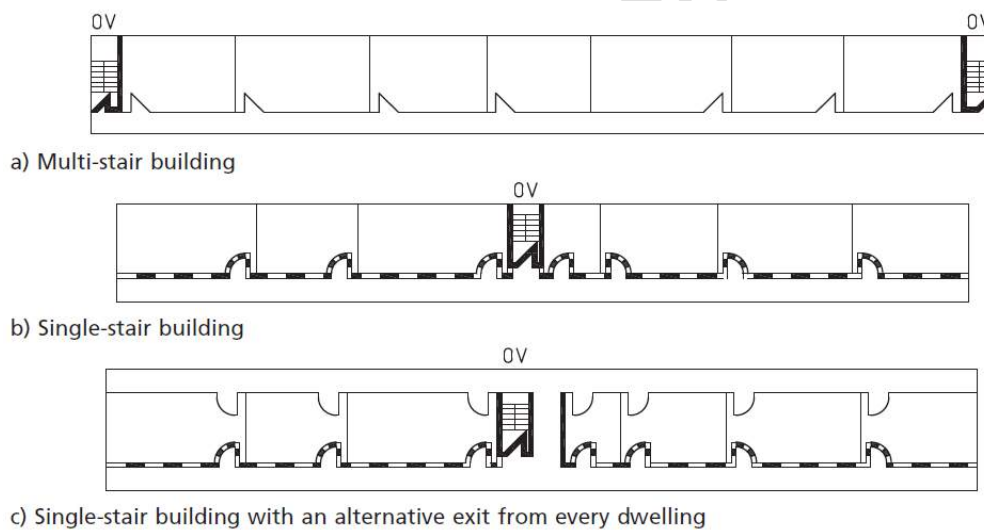 OV OV
a) Multi-stair building
OV
b) Single-stair building
OV
c) Single-stair building with an alternative exit from every dwelling